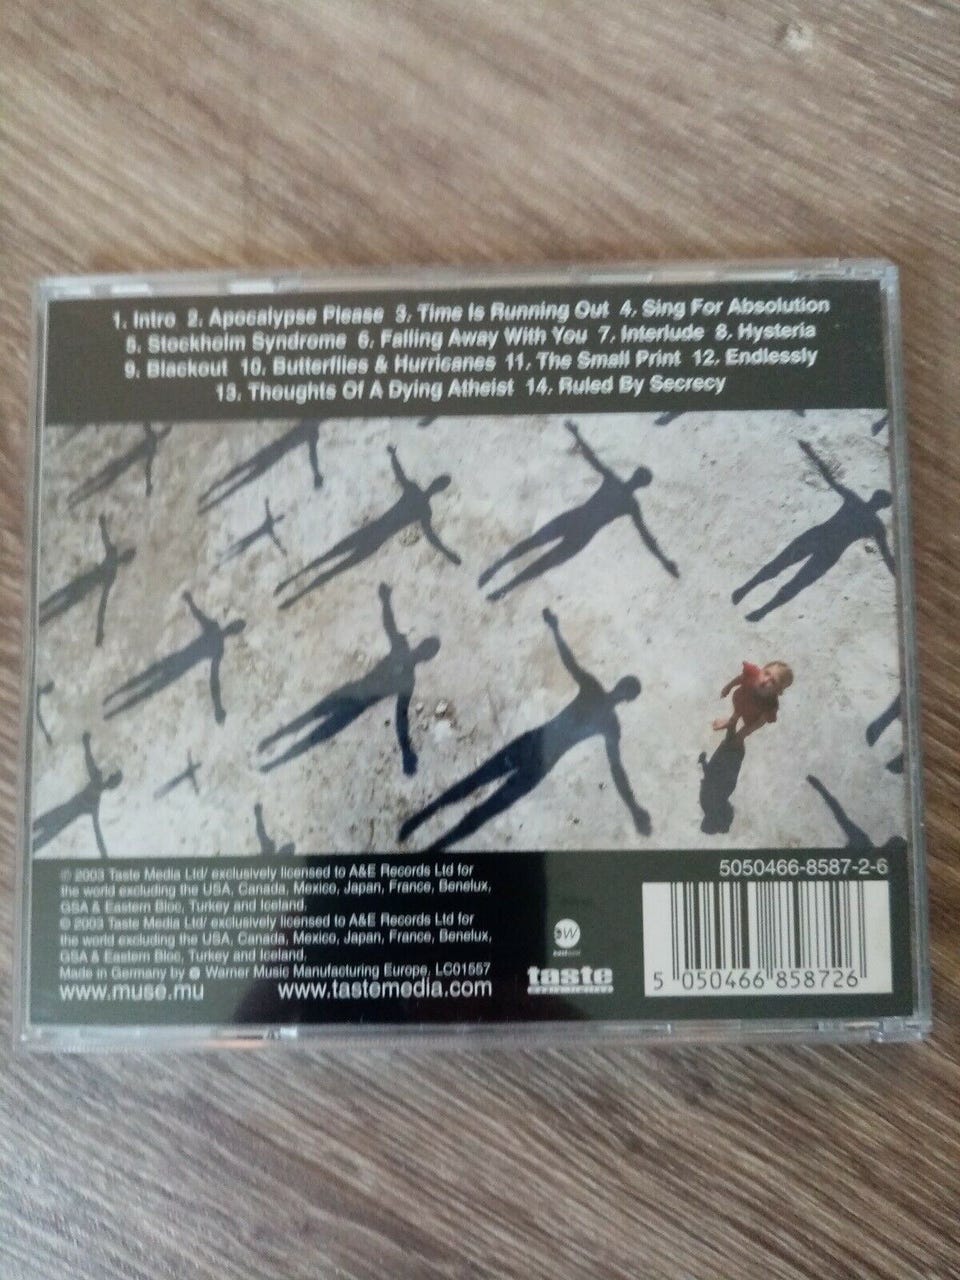 1. Intro 2. Apocalypse Please 3. Time Is Running Out 4. Sing For Absolution
5. Stockholm Syndrome 6. Falling Away With You 7. Interlude 8. Hysteria
9. Blackout 10. Butterflies & Hurricanes 11. The Small Print 12. Endlessly
13. Thoughts Of A Dying Atheist 14. Ruled By Secrecy
℗ 2003 Taste Media Ltd/ exclusively licensed to A&E Records Ltd for
the world excluding the USA, Canada, Mexico, Japan, France, Benelux,
GSA & Eastern Bloc, Turkey and Iceland.
© 2003 Taste Media Ltd/ exclusively licensed to A&E Records Ltd for
the world excluding the USA, Canada, Mexico, Japan, France, Benelux,
GSA & Eastern Bloc, Turkey and Iceland.
Made in Germany by Warner Music Manufacturing Europe. LC01557
www.muse.mu www.tastemedia.com
taste
5050466-8587-2-6
5 050466 858726